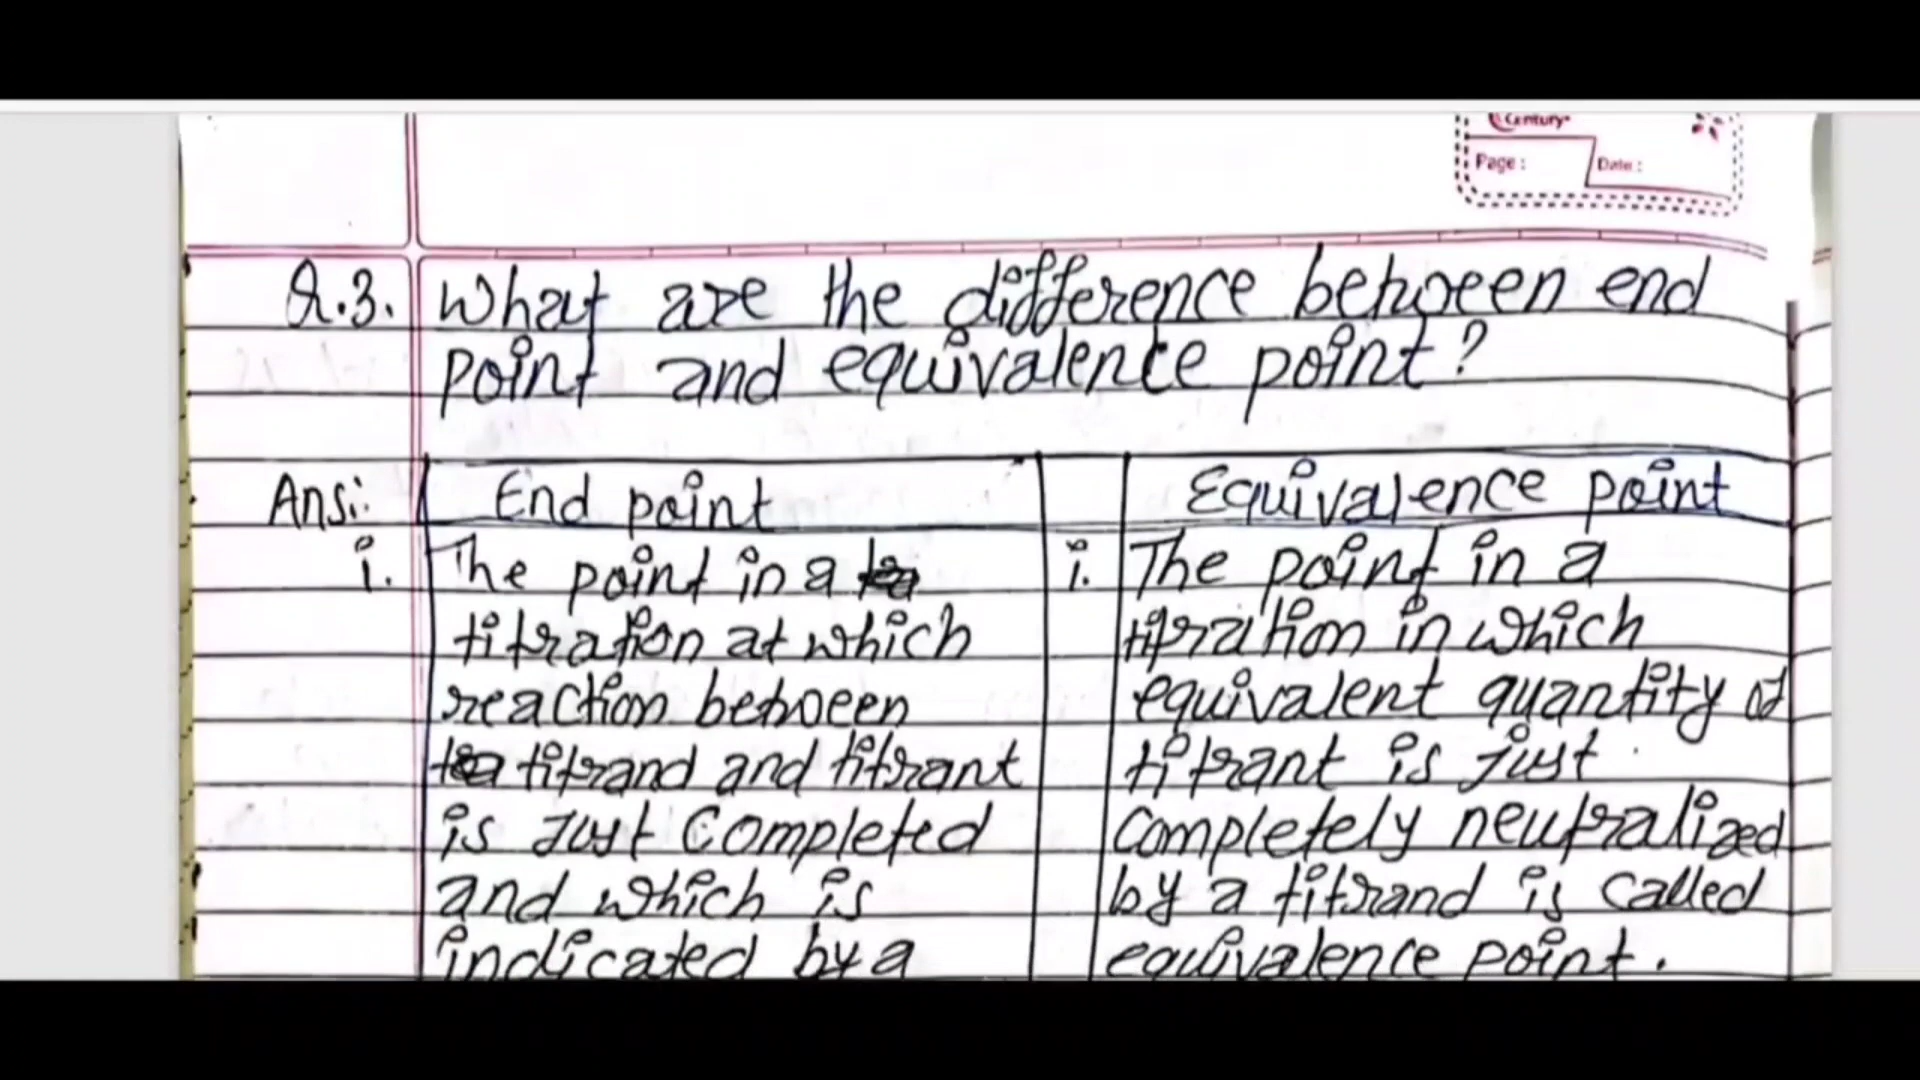 Century
Page :
Date :
Q.3. What are the difference between end
point and equivalence point?
Ans:
End point
Equivalence point
i. The point in a
titration at which
reaction between
titrand and titrant
is just Completed
and which is
indicated by a
i. The point in a
titration in which
equivalent quantity of
titrant is just
completely neutralized
by a titrand is called
equivalence point.